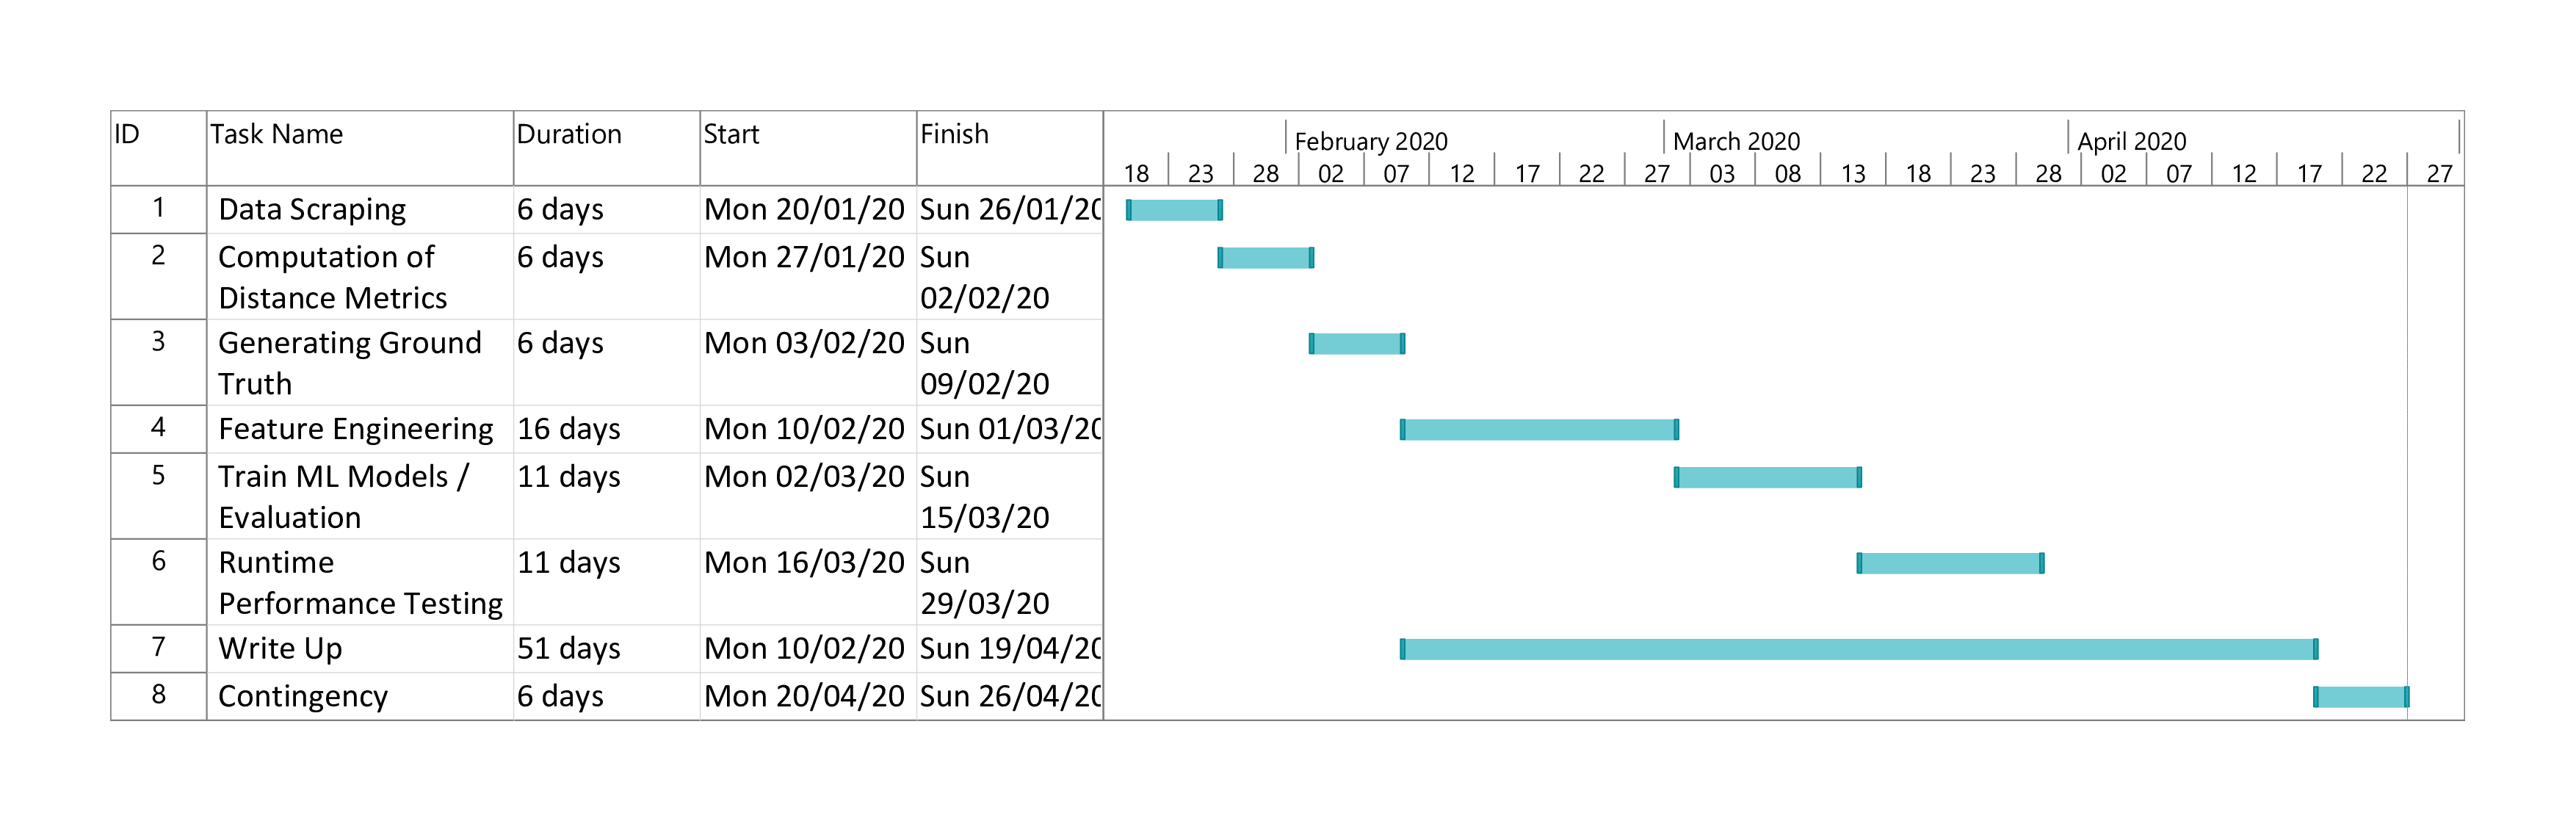 ID Task Name Duration Start Finish
February 2020 March 2020 April 2020
18 23 28 02 07 12 17 22 27 03 08 13 18 23 28 02 07 12 17 22 27
1 Data Scraping 6 days Mon 20/01/20 Sun 26/01/20
2 Computation of 6 days Mon 27/01/20 Sun
Distance Metrics 02/02/20
3 Generating Ground 6 days Mon 03/02/20 Sun
Truth 09/02/20
4 Feature Engineering 16 days Mon 10/02/20 Sun 01/03/20
5 Train ML Models / 11 days Mon 02/03/20 Sun
Evaluation 15/03/20
6 Runtime 11 days Mon 16/03/20 Sun
Performance Testing 29/03/20
7 Write Up 51 days Mon 10/02/20 Sun 19/04/20
8 Contingency 6 days Mon 20/04/20 Sun 26/04/20